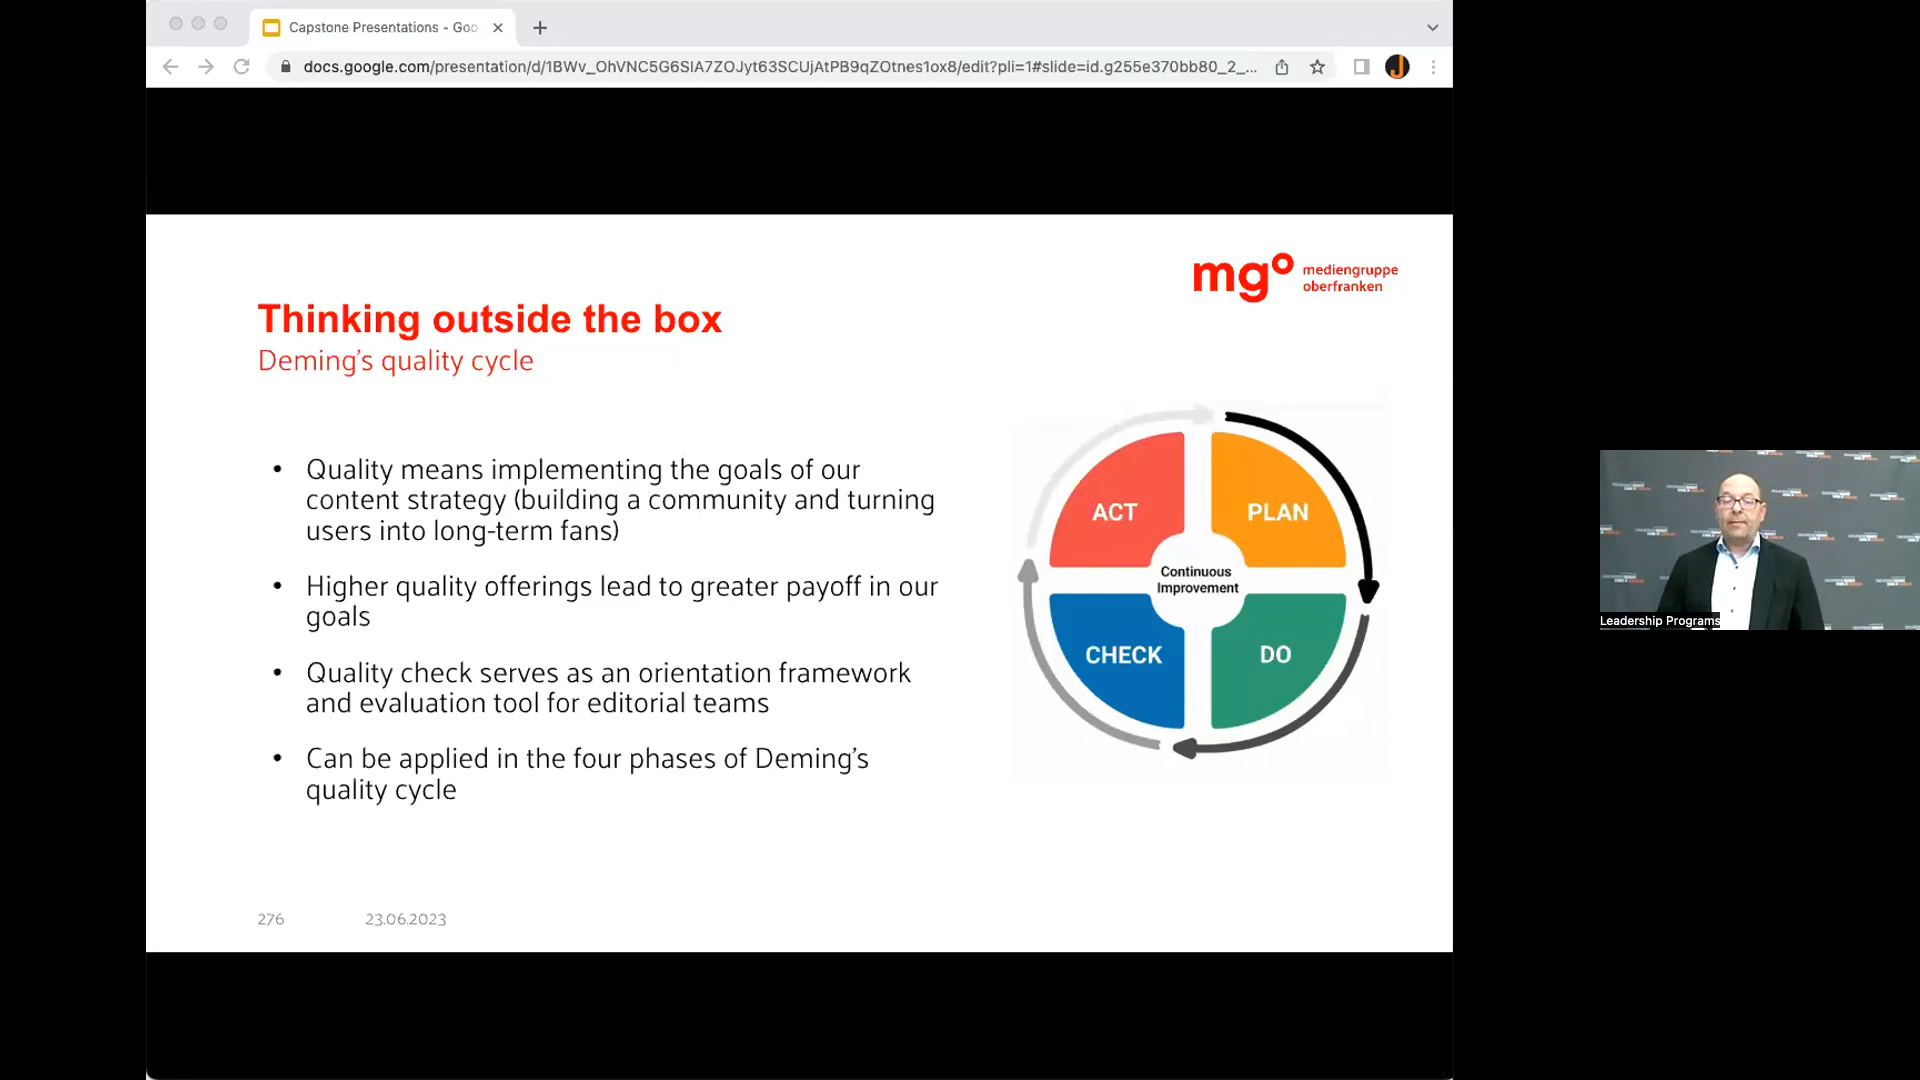 Capstone Presentations - Goo
docs.google.com/presentation/d/1BWv_OhVNC5G6SIA7ZOJyt63SCUjAtPB9qZOtnes1ox8/edit?pli=1#slide=id.g255e370bb80_2_...
J
mgo mediengruppe
oberfranken
Thinking outside the box
Deming's quality cycle
• Quality means implementing the goals of our
content strategy (building a community and turning
users into long-term fans)
• Higher quality offerings lead to greater payoff in our
goals
• Quality check serves as an orientation framework
and evaluation tool for editorial teams
• Can be applied in the four phases of Deming's
quality cycle
ACT
PLAN
Continuous
Improvement
CHECK
DO
276
23.06.2023
Leadership Programs